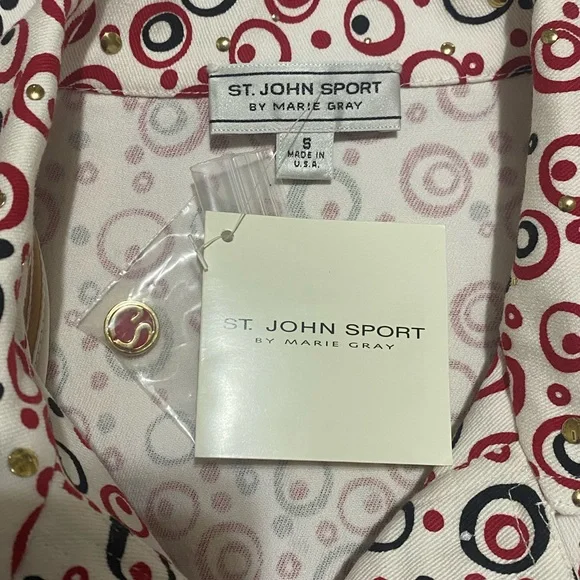 ST. JOHN SPORT
BY MARIE GRAY
S
MADE IN
U.S.A.
ST. JOHN SPORT
BY MARIE GRAY